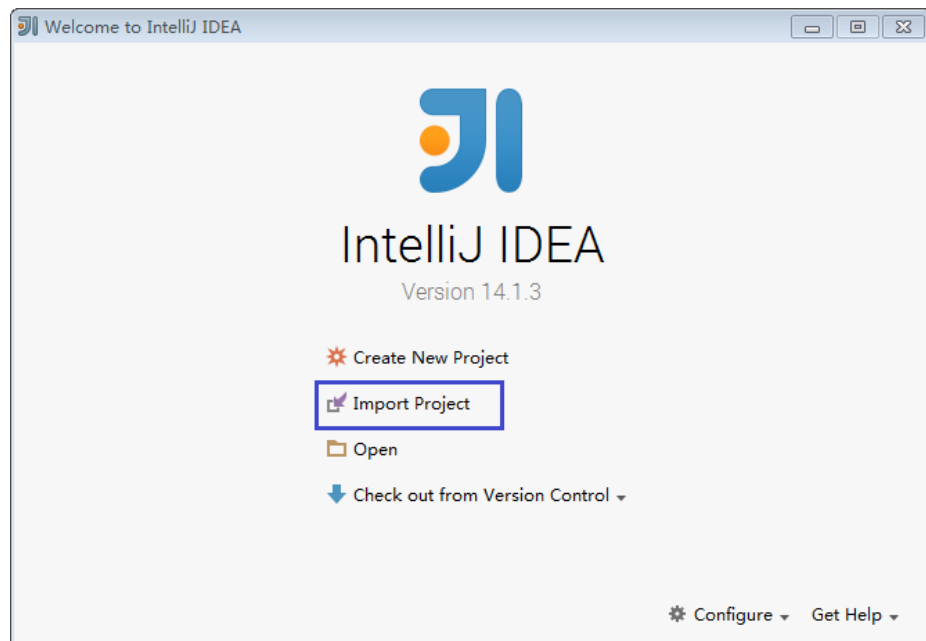 Welcome to IntelliJ IDEA
IntelliJ IDEA
Version 14.1.3
Create New Project
Import Project
Open
Check out from Version Control
Configure
Get Help